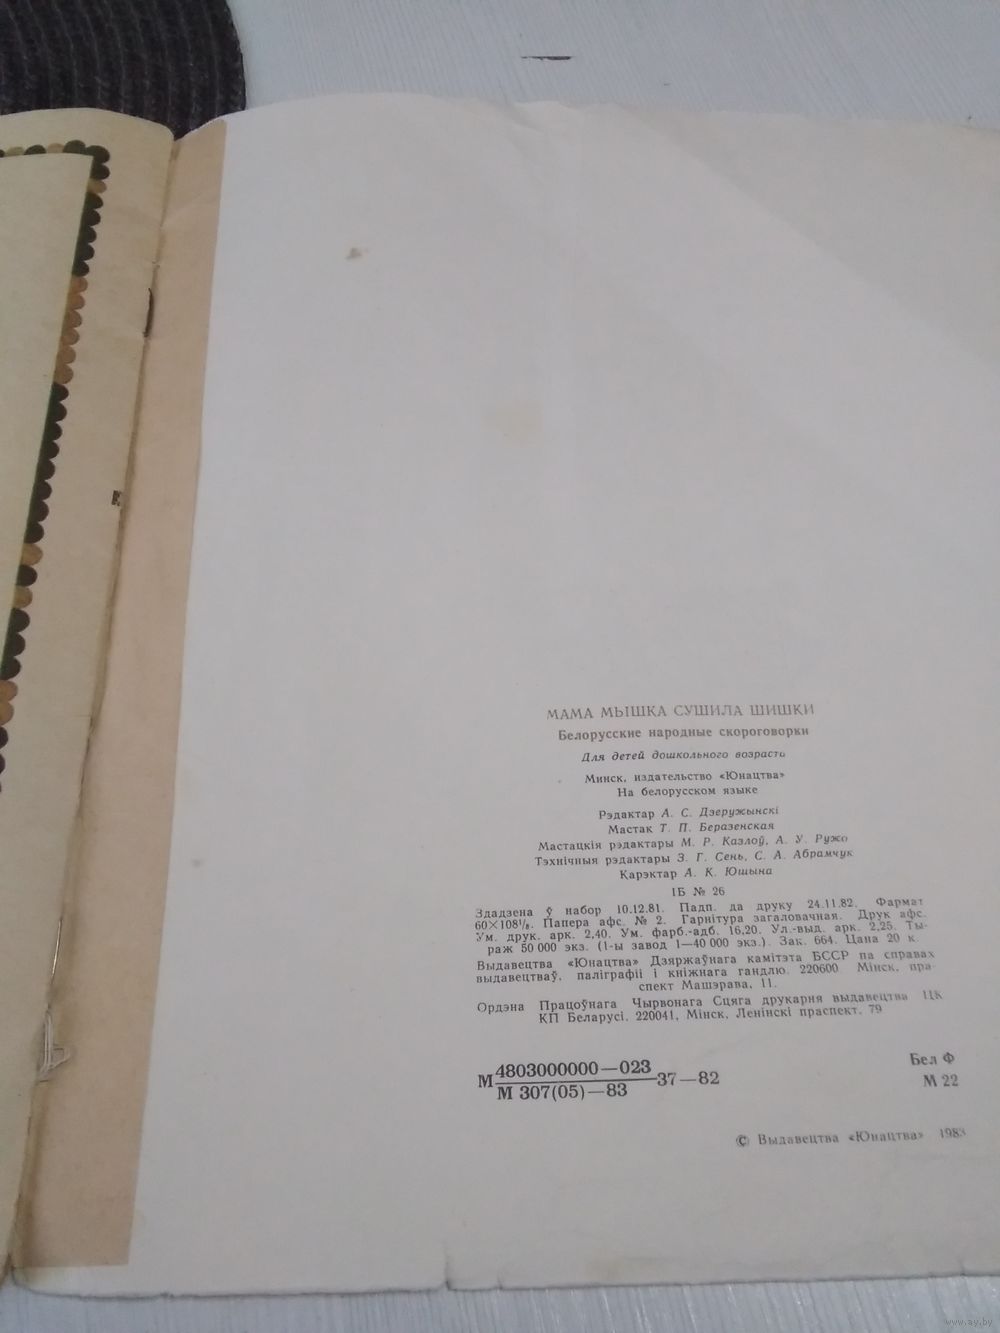 МАМА МЫШКА СУШИЛА ШИШКИ
Белорусские народные скороговорки
Для детей дошкольного возраста
Минск, издательство «Юнацтва»
На белорусском языке
Рэдактар А. С. Дзеружынскі
Мастак Т. П. Беразенская
Мастацкія рэдактары М. Р. Казлоў, А. У. Ружо
Тэхнічныя рэдактары З. Г. Сень, С. А. Абрамчук
Карэктар А. К. Юшына
ІБ № 26
Здадзена ў набор 10.12.81. Падп. да друку 24.11.82. Фармат
60×108⅛. Папера афс. № 2. Гарнітура загаловачная. Друк афс.
Ум. друк. арк. 2,40. Ум. фарб.-адб. 16,20. Ул.-выд. арк. 2,25. Ты-
раж 50 000 экз. (1-ы завод 1—40 000 экз.). Зак. 664. Цана 20 к.
Выдавецтва «Юнацтва» Дзяржаўнага камітэта БССР па справах
выдавецтваў, паліграфіі і кніжнага гандлю. 220600 Мінск, пра-
спект Машэрава, 11.
Ордэна Працоўнага Чырвонага Сцяга друкарня выдавецтва ЦК
КП Беларусі. 220041, Мінск, Ленінскі праспект, 79
М 4803000000—023 37—82
М 307(05)—83
Бел Ф
М 22
© Выдавецтва «Юнацтва» 1983
www.ay.by